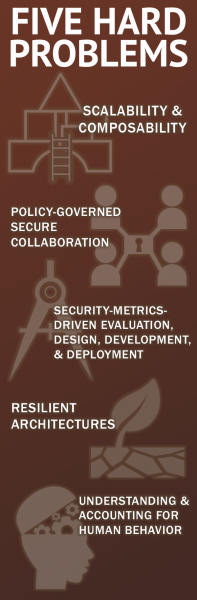 FIVE HARD
PROBLEMS
SCALABILITY &
COMPOSABILITY
POLICY-GOVERNED
SECURE
COLLABORATION
SECURITY-METRICS-
DRIVEN EVALUATION,
DESIGN, DEVELOPMENT,
& DEPLOYMENT
RESILIENT
ARCHITECTURES
UNDERSTANDING &
ACCOUNTING FOR
HUMAN BEHAVIOR